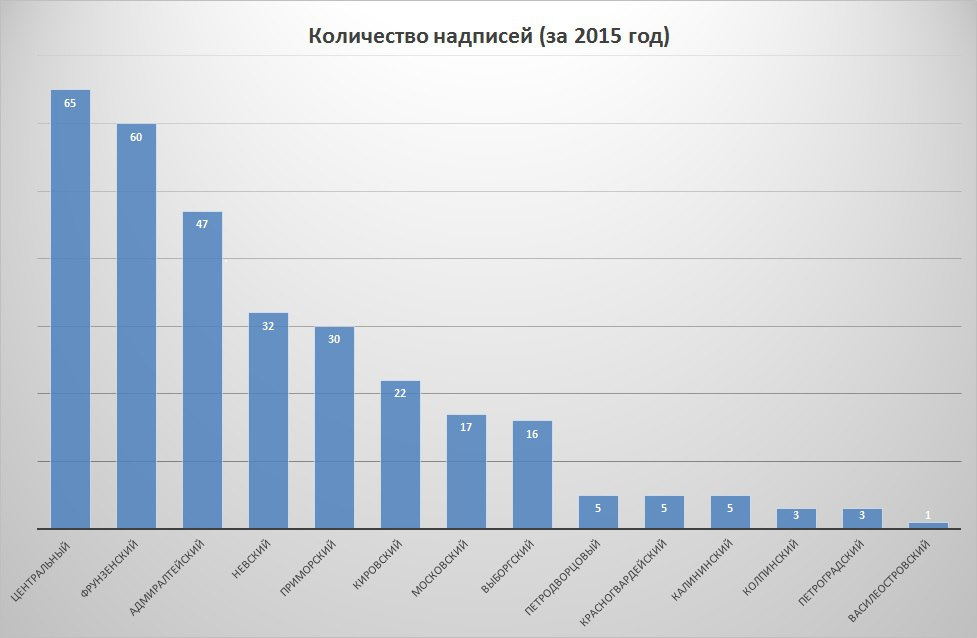 Количество надписей (за 2015 год)
65
60
47
32
30
22
17
16
5
5
5
3
3
1
ЦЕНТРАЛЬНЫЙ
ФРУНЗЕНСКИЙ
АДМИРАЛТЕЙСКИЙ
НЕВСКИЙ
ПРИМОРСКИЙ
КИРОВСКИЙ
МОСКОВСКИЙ
ВЫБОРГСКИЙ
ПЕТРОДВОРЦОВЫЙ
КРАСНОГВАРДЕЙСКИЙ
КАЛИНИНСКИЙ
КОЛПИНСКИЙ
ПЕТРОГРАДСКИЙ
ВАСИЛЕОСТРОВСКИЙ